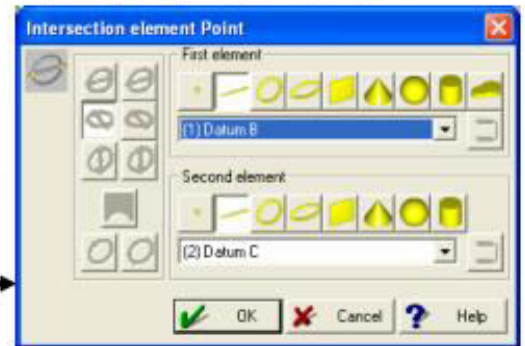 Intersection element Point
First element
(1) Datum B
Second element
(2) Datum C
OK Cancel ? Help